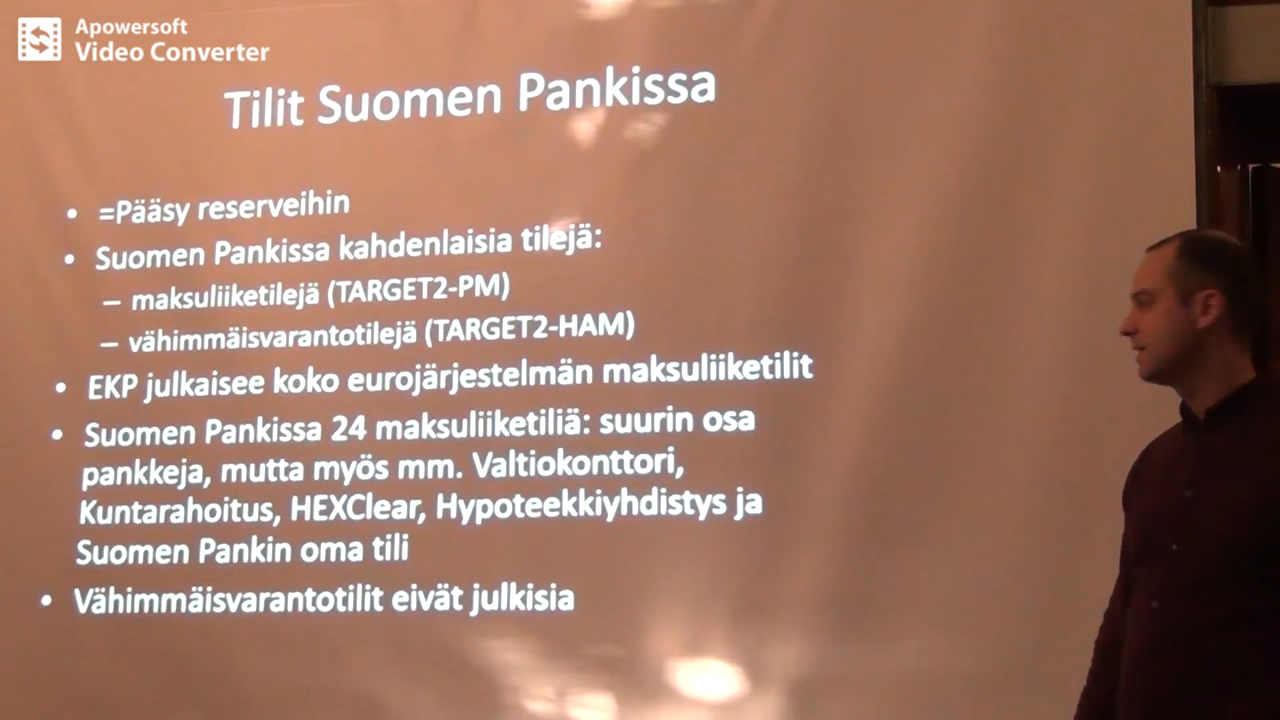 Apowersoft
Video Converter
Tilit Suomen Pankissa
• =Pääsy reserveihin
• Suomen Pankissa kahdenlaisia tilejä:
– maksuliiketilejä (TARGET2-PM)
– vähimmäisvarantotilejä (TARGET2-HAM)
• EKP julkaisee koko eurojärjestelmän maksuliiketilit
• Suomen Pankissa 24 maksuliiketiliä: suurin osa
pankkeja, mutta myös mm. Valtiokonttori,
Kuntarahoitus, HEXClear, Hypoteekkiyhdistys ja
Suomen Pankin oma tili
• Vähimmäisvarantotilit eivät julkisia